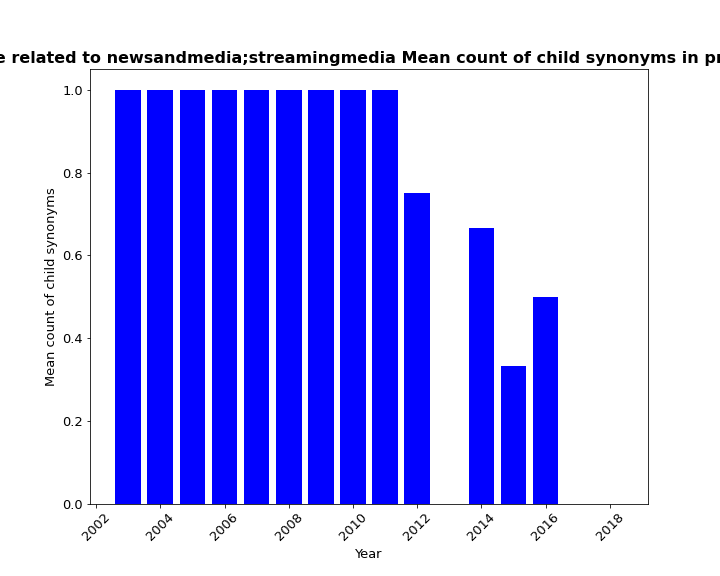 related to newsandmedia;streamingmedia Mean count of child synonyms in
1.0
0.8
0.6
0.4
0.2
0.0
Mean count of child synonyms
2002 2004 2006 2008 2010 2012 2014 2016 2018
Year